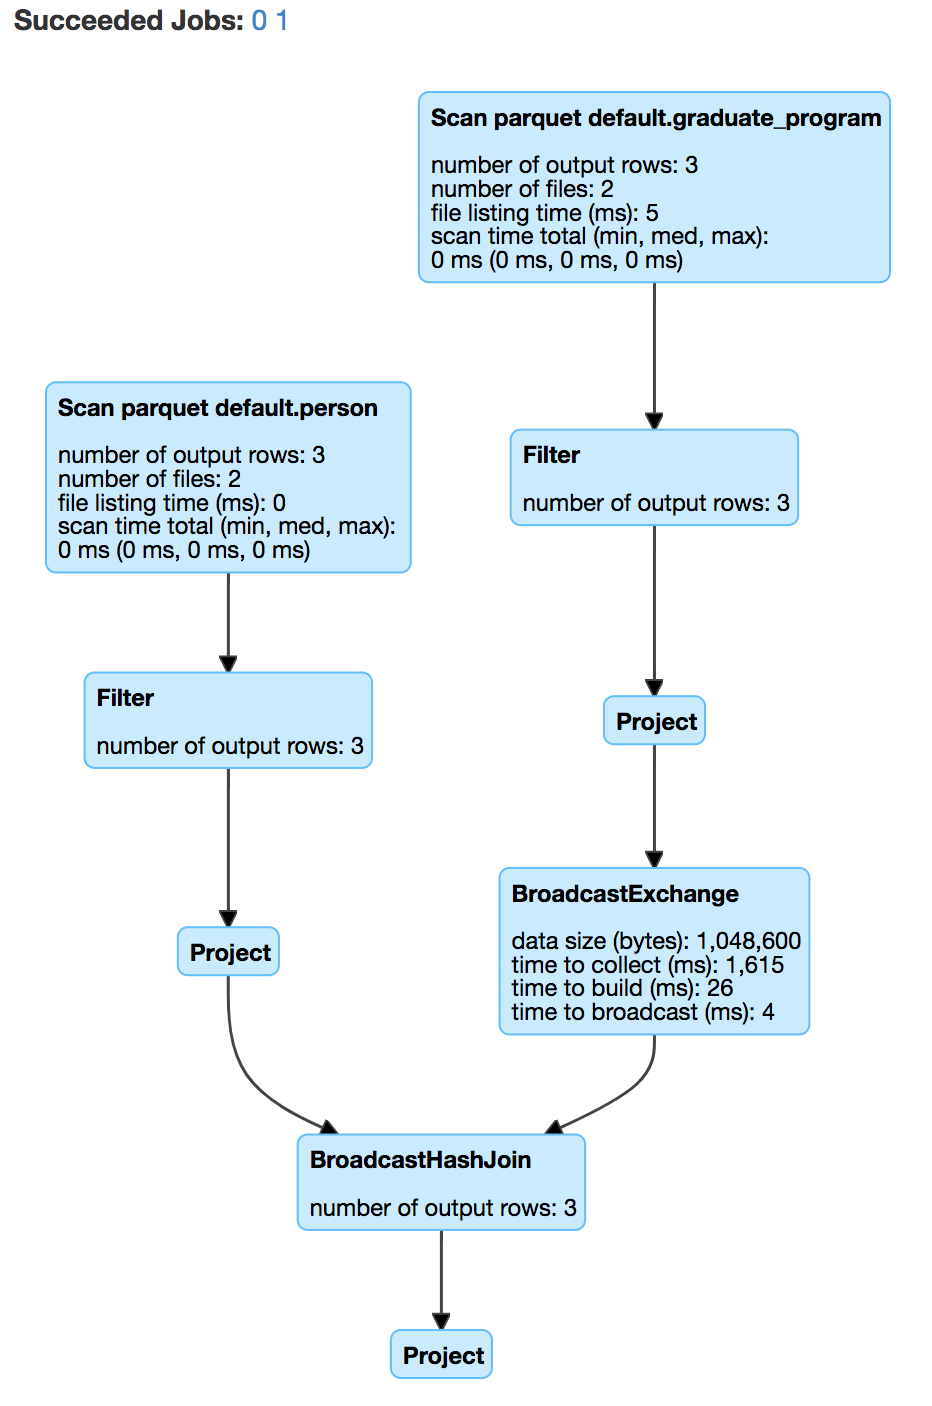 Succeeded Jobs: 0 1
Scan parquet default.graduate_program
number of output rows: 3
number of files: 2
file listing time (ms): 5
scan time total (min, med, max):
0 ms (0 ms, 0 ms, 0 ms)
Scan parquet default.person
number of output rows: 3
number of files: 2
file listing time (ms): 0
scan time total (min, med, max):
0 ms (0 ms, 0 ms, 0 ms)
Filter
number of output rows: 3
Filter
number of output rows: 3
Project
Project
BroadcastExchange
data size (bytes): 1,048,600
time to collect (ms): 1,615
time to build (ms): 26
time to broadcast (ms): 4
BroadcastHashJoin
number of output rows: 3
Project